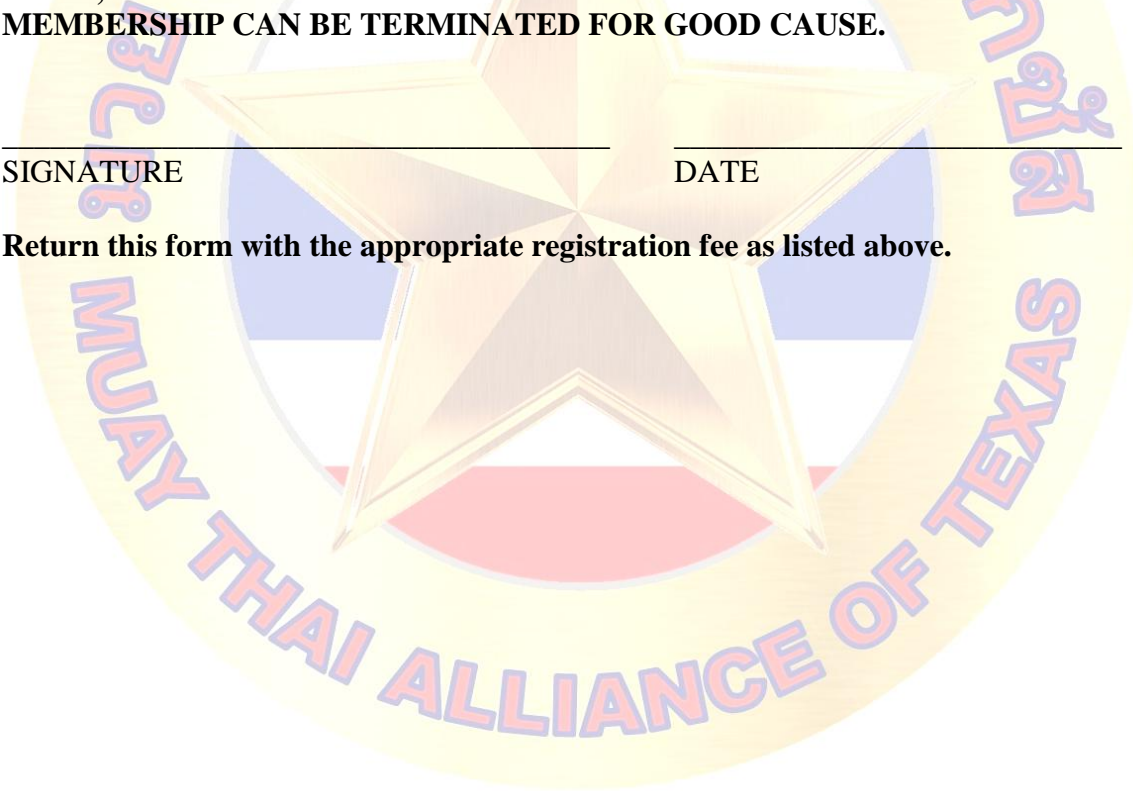 MEMBERSHIP CAN BE TERMINATED FOR GOOD CAUSE.
SIGNATURE DATE
Return this form with the appropriate registration fee as listed above.
MUAY THAI ALLIANCE OF TEXAS